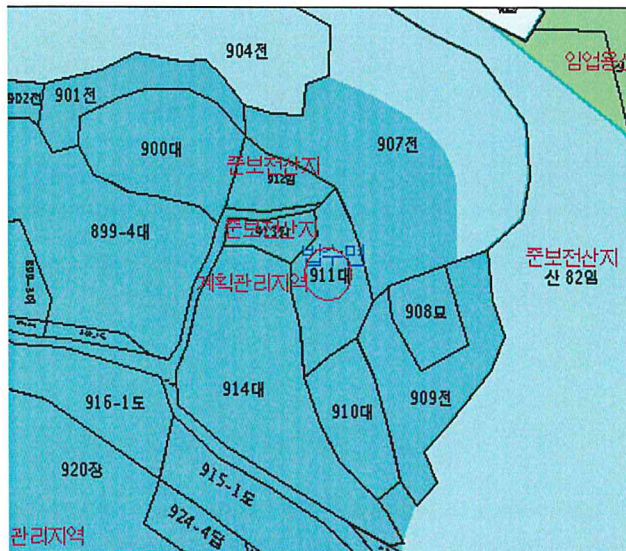 904전
임업용산
902전
901전
900대
907전
준보전산지
912임
899-4대
준보전산지
법수면
계획관리지역
911대
준보전산지
산 82임
908묘
914대
916-1도
910대
909전
920장
915-1도
924-4답
관리지역